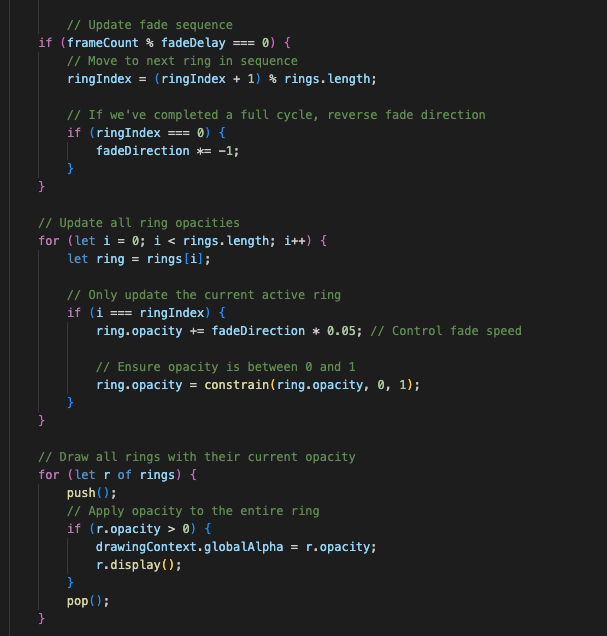 // Update fade sequence
if (frameCount % fadeDelay === 0) {
// Move to next ring in sequence
ringIndex = (ringIndex + 1) % rings.length;
// If we've completed a full cycle, reverse fade direction
if (ringIndex === 0) {
fadeDirection *= -1;
}
}
// Update all ring opacities
for (let i = 0; i < rings.length; i++) {
let ring = rings[i];
// Only update the current active ring
if (i === ringIndex) {
ring.opacity += fadeDirection * 0.05; // Control fade speed
// Ensure opacity is between 0 and 1
ring.opacity = constrain(ring.opacity, 0, 1);
}
}
// Draw all rings with their current opacity
for (let r of rings) {
push();
// Apply opacity to the entire ring
if (r.opacity > 0) {
drawingContext.globalAlpha = r.opacity;
r.display();
}
pop();
}